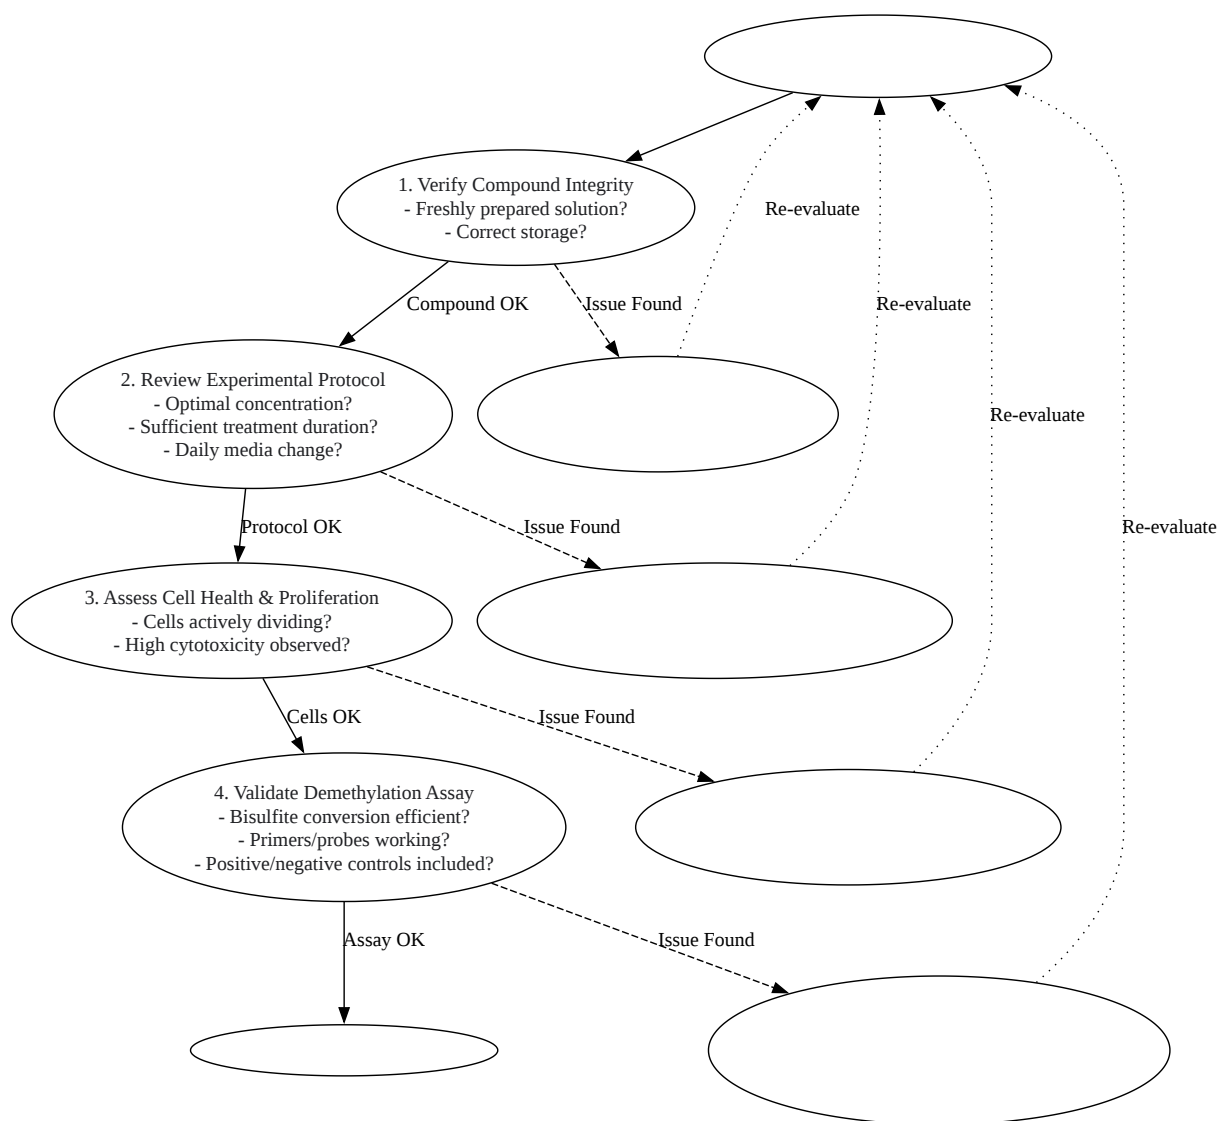 1. Verify Compound Integrity
- Freshly prepared solution?
- Correct storage?
Re-evaluate
Compound OK
Issue Found
Re-evaluate
2. Review Experimental Protocol
- Optimal concentration?
- Sufficient treatment duration?
- Daily media change?
Re-evaluate
Protocol OK
Issue Found
Re-evaluate
3. Assess Cell Health & Proliferation
- Cells actively dividing?
- High cytotoxicity observed?
Cells OK
Issue Found
4. Validate Demethylation Assay
- Bisulfite conversion efficient?
- Primers/probes working?
- Positive/negative controls included?
Assay OK
Issue Found